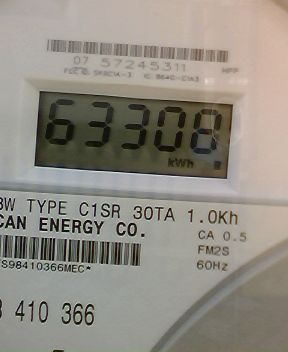 07 57245311
63308
kWh
3W TYPE C1SR 30TA 1.0Kh
CAN ENERGY CO.
CA 0.5
FM2S
60Hz
S98410366MEC*
410 366